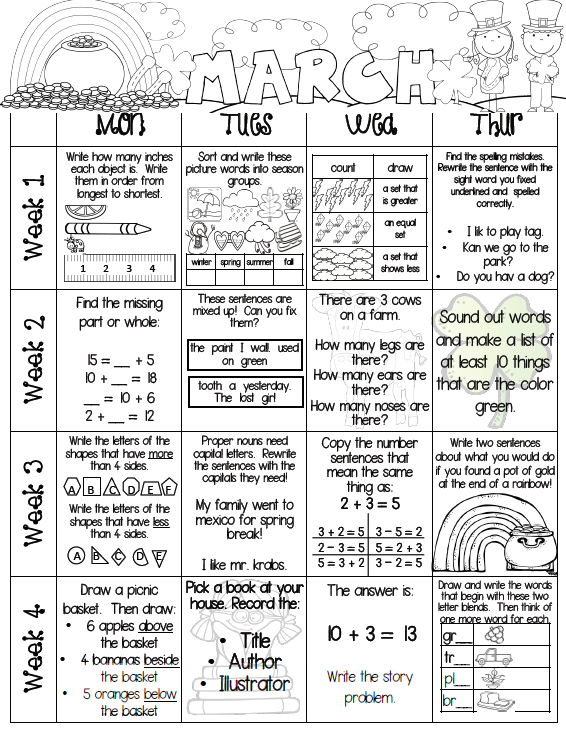 MARCH
Mon
Tues
Wed
Thur
Week 1
Write how many inches
each object is. Write
them in order from
longest to shortest.
1 2 3 4
Sort and write these
picture words into season
groups.
winter spring summer fall
count draw
a set that
is greater
an equal
set
a set that
shows less
Find the spelling mistakes.
Rewrite the sentence with the
sight word you fixed
underlined and spelled
correctly.
• I lik to play tag.
• Kan we go to the
park?
• Do you hav a dog?
Week 2
Find the missing
part or whole:
15 = __ + 5
10 + __ = 18
__ = 10 + 6
2 + __ = 12
These sentences are
mixed up! Can you fix
them?
the paint I wall. used
on green
tooth a yesterday.
The lost girl
There are 3 cows
on a farm.
How many legs are
there?
How many ears are
there?
How many noses are
there?
Sound out words
and make a list of
at least 10 things
that are the color
green.
Week 3
Write the letters of the
shapes that have more
than 4 sides.
A B C D E F
Write the letters of the
shapes that have less
than 4 sides.
A B C D E
Proper nouns need
capital letters. Rewrite
the sentences with the
capitals they need!
My family went to
mexico for spring
break!
I like mr. krabs.
Copy the number
sentences that
mean the same
thing as:
2 + 3 = 5
3 + 2 = 5 3 – 5 = 2
2 – 3 = 5 5 = 2 + 3
5 = 3 + 2 3 – 2 = 5
Write two sentences
about what you would do
if you found a pot of gold
at the end of a rainbow!
Week 4
Draw a picnic
basket. Then draw:
• 6 apples above
the basket
• 4 bananas beside
the basket
• 5 oranges below
the basket
Pick a book at your
house. Record the:
• Title
• Author
• Illustrator
The answer is:
10 + 3 = 13
Write the story
problem.
Draw and write the words
that begin with these two
letter blends. Then think of
one more word for each.
gr__
tr__
pl__
br__